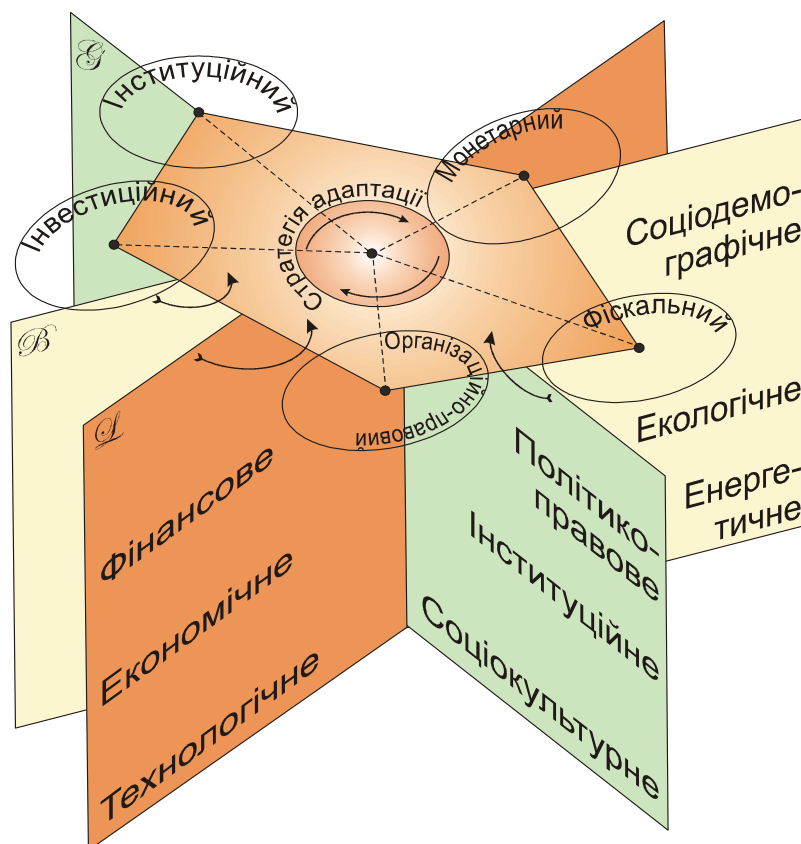 𝒢
Інституційний
Монетарний
Інвестиційний
Стратегія адаптації
Соціодемо-
графічне
Фіскальний
ℬ
Організаційно-правовий
ℒ
Екологічне
Енерге-
тичне
Фінансове
Економічне
Технологічне
Політико-
правове
Інституційне
Соціокультурне